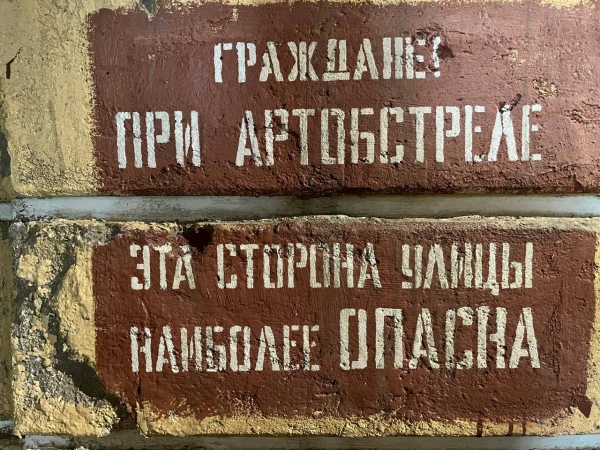 ГРАЖДАНЕ!
ПРИ АРТОБСТРЕЛЕ
ЭТА СТОРОНА УЛИЦЫ
НАИБОЛЕЕ ОПАСНА